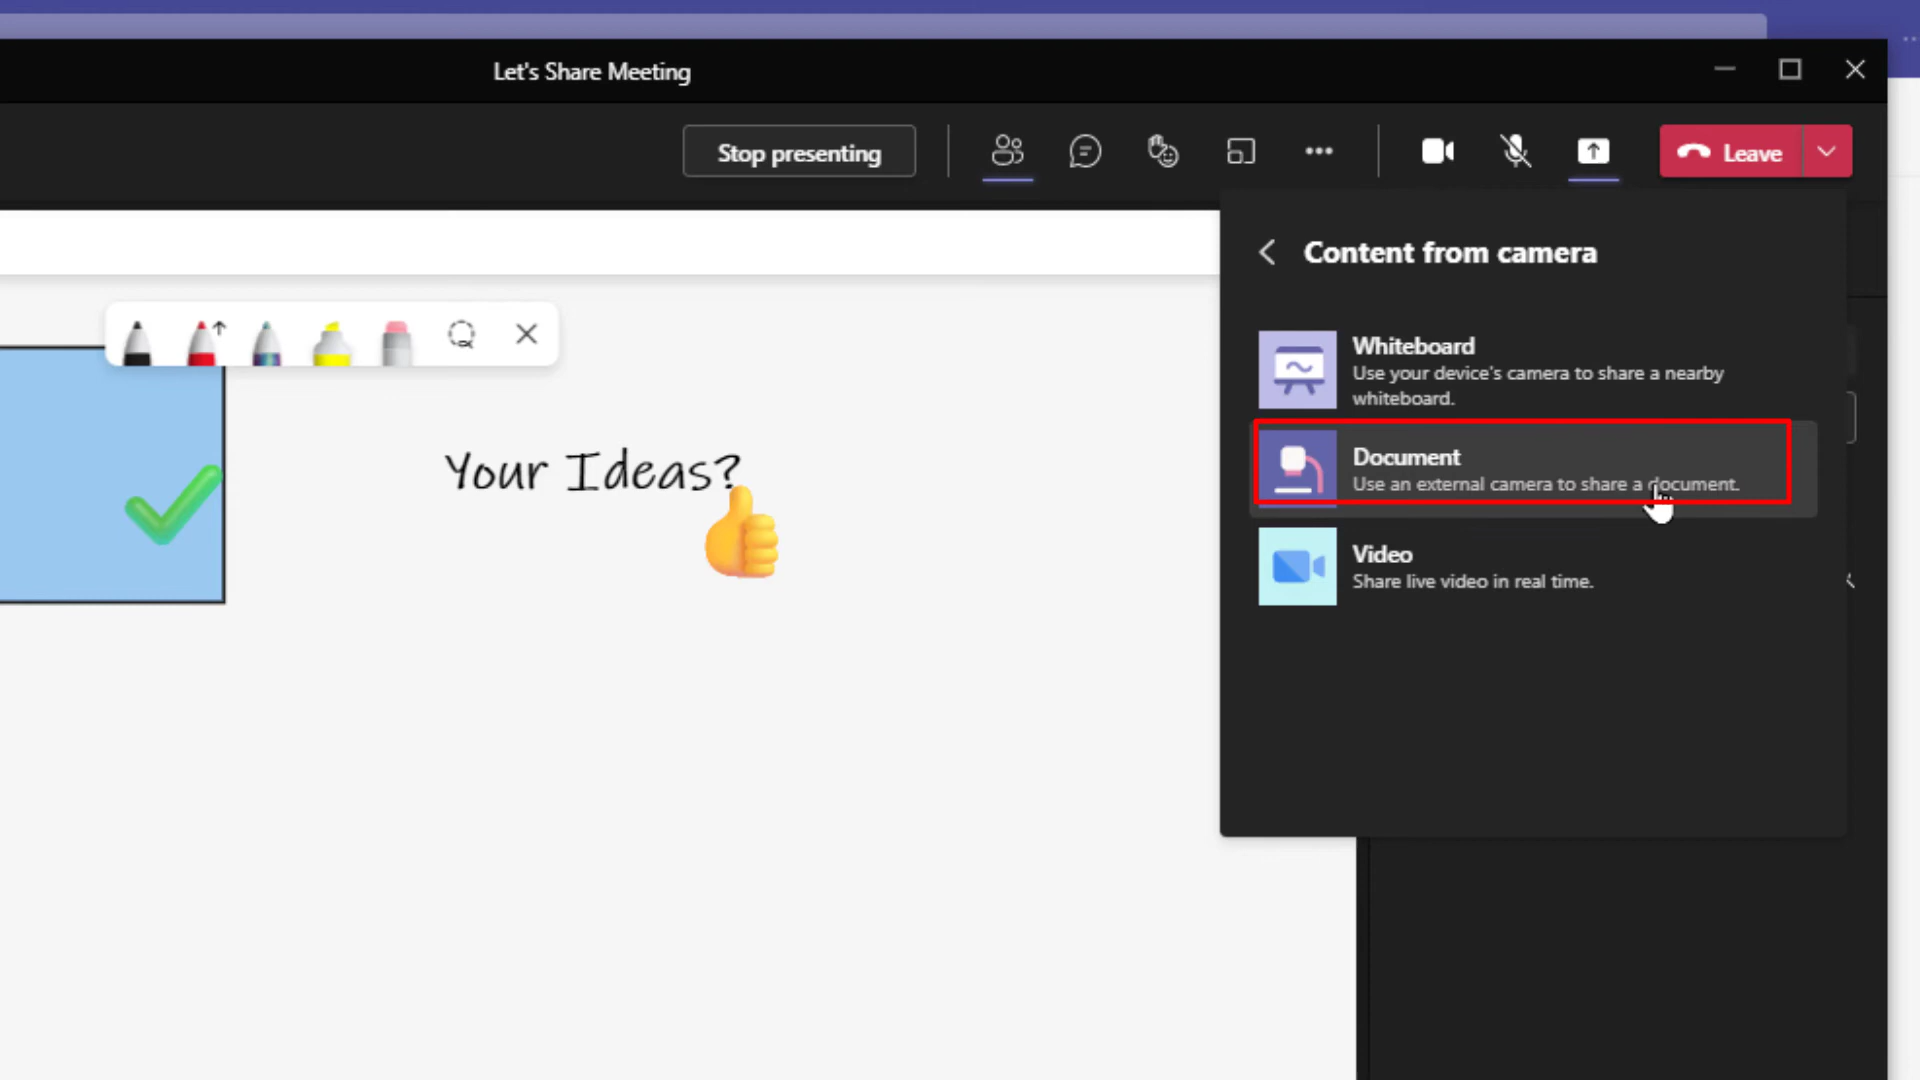 Let's Share Meeting
Stop presenting
Leave
Content from camera
Whiteboard
Use your device's camera to share a nearby
whiteboard.
Document
Use an external camera to share a document.
Video
Share live video in real time.
Your Ideas?